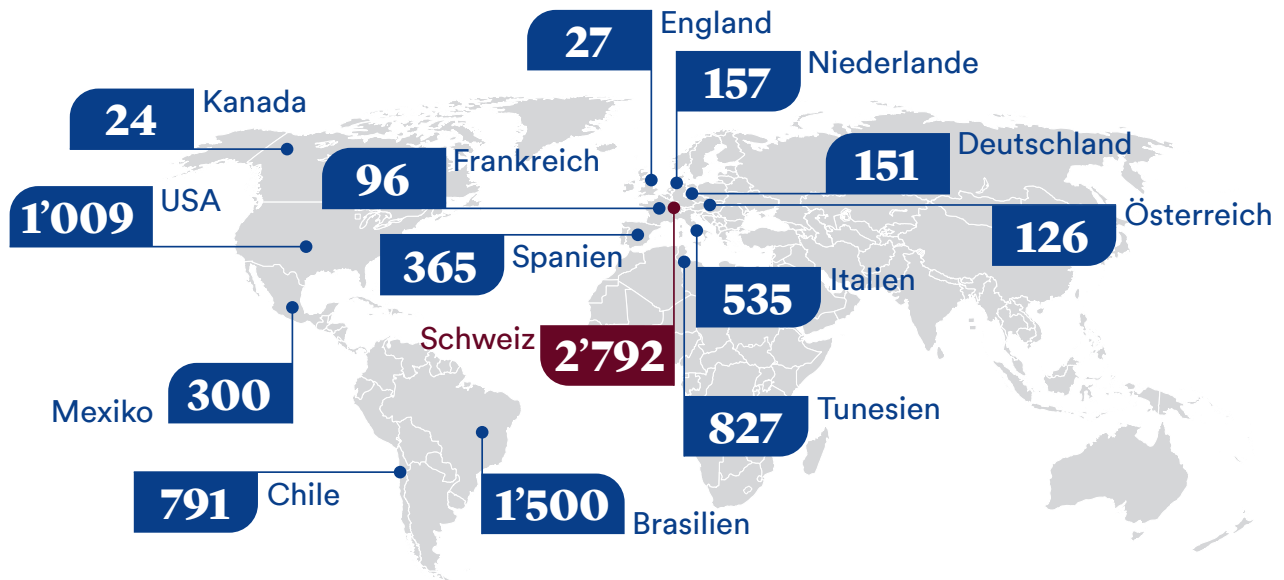 27
England
157
Niederlande
24
Kanada
96
Frankreich
151
Deutschland
1’009
USA
365
Spanien
126
Österreich
535
Italien
Schweiz
2’792
Mexiko
300
827
Tunesien
791
Chile
1’500
Brasilien